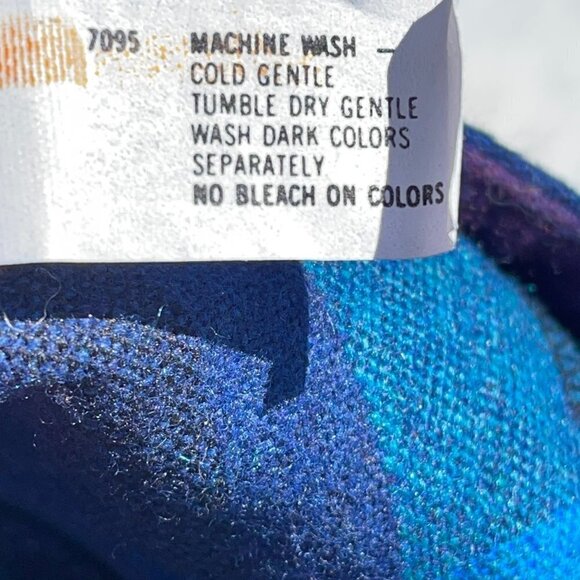 7095 MACHINE WASH —
COLD GENTLE
TUMBLE DRY GENTLE
WASH DARK COLORS
SEPARATELY
NO BLEACH ON COLORS